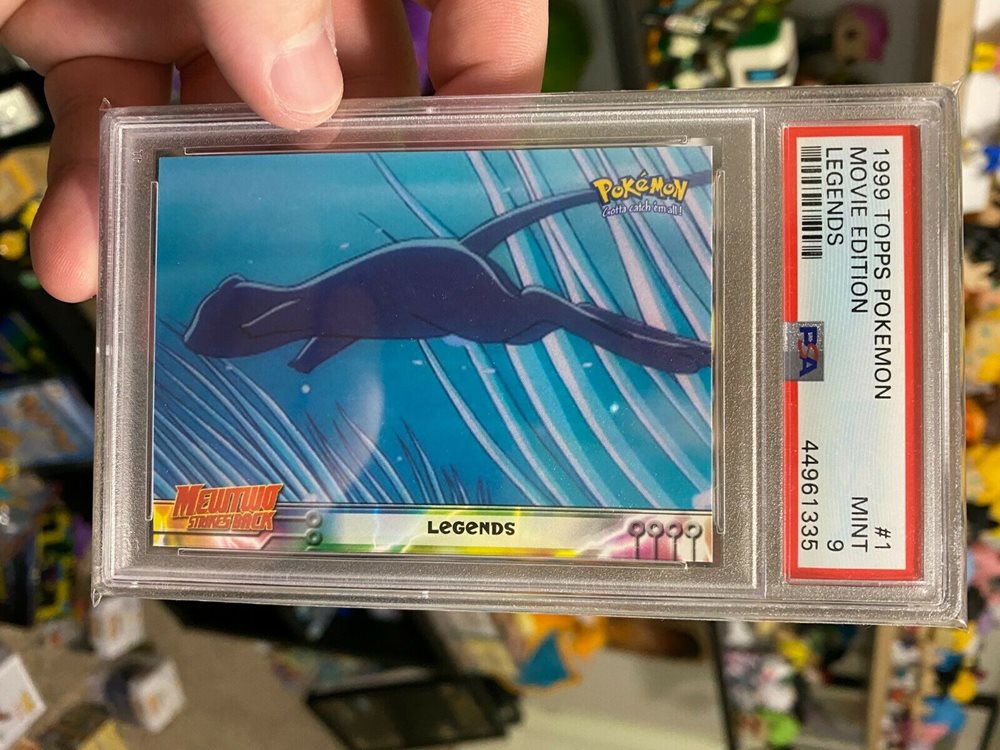 Pokémon
Gotta catch 'em all!
MEWTWO
STRIKES BACK
LEGENDS
1999 TOPPS POKEMON #1
MOVIE EDITION MINT
LEGENDS 9
PSA 44961335